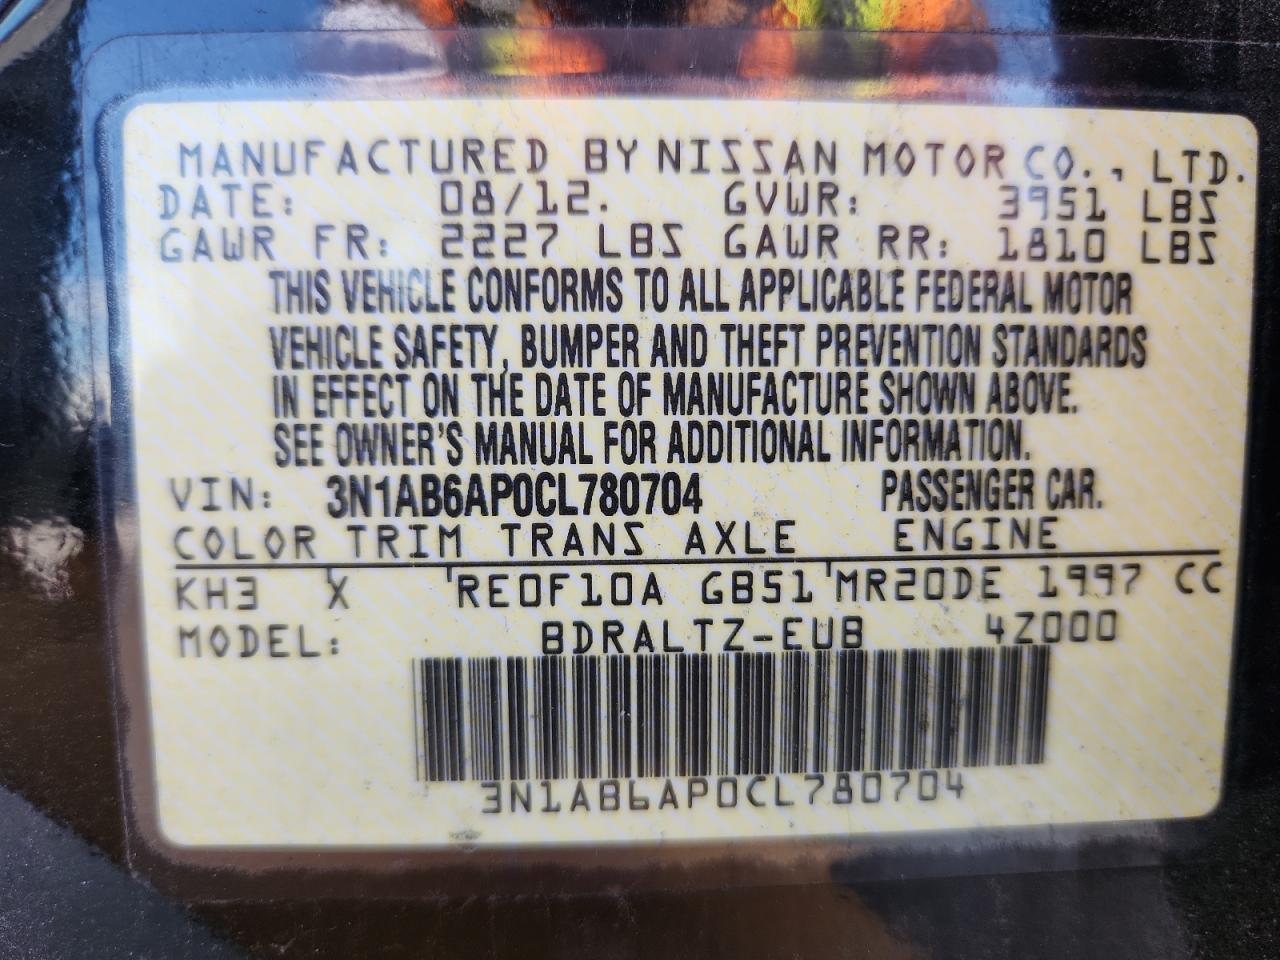 MANUFACTURED BY NISSAN MOTOR CO., LTD.
DATE: 08/12. GVWR: 3951 LBS
GAWR FR: 2227 LBS GAWR RR: 1810 LBS
THIS VEHICLE CONFORMS TO ALL APPLICABLE FEDERAL MOTOR
VEHICLE SAFETY, BUMPER AND THEFT PREVENTION STANDARDS
IN EFFECT ON THE DATE OF MANUFACTURE SHOWN ABOVE.
SEE OWNER'S MANUAL FOR ADDITIONAL INFORMATION.
VIN: 3N1AB6AP0CL780704 PASSENGER CAR.
COLOR TRIM TRANS AXLE ENGINE
KH3 X RE0F10A GB51 MR20DE 1997 CC
MODEL: BDRALTZ-EUB 4Z000
3N1AB6AP0CL780704